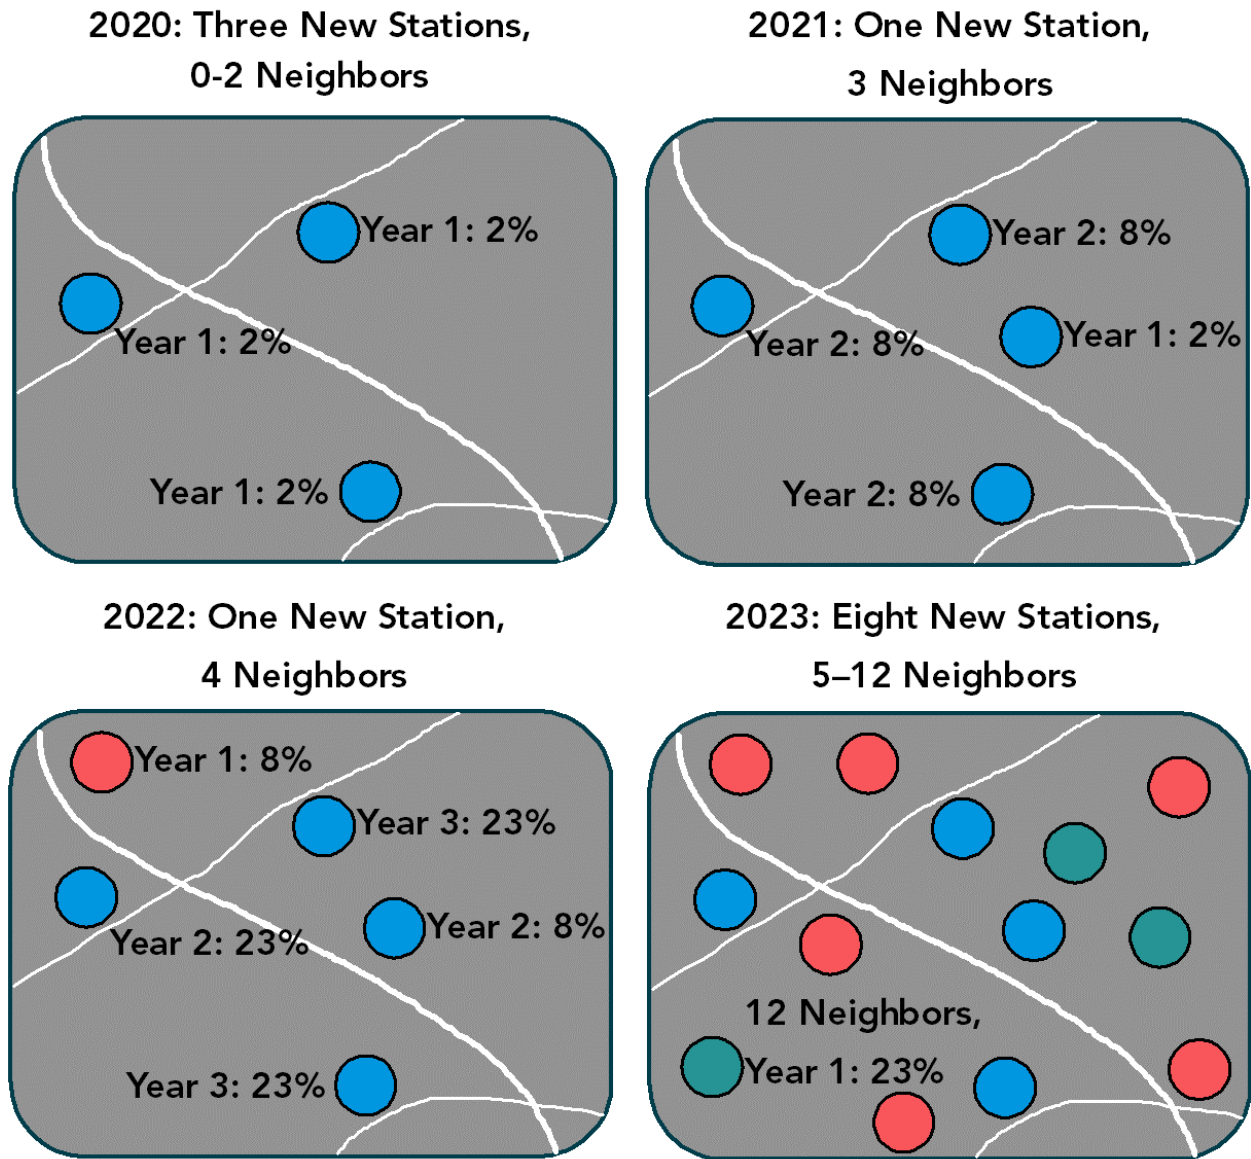 2020: Three New Stations,
0-2 Neighbors
Year 1: 2%
Year 1: 2%
Year 1: 2%
2021: One New Station,
3 Neighbors
Year 2: 8%
Year 1: 2%
Year 2: 8%
Year 2: 8%
2022: One New Station,
4 Neighbors
Year 1: 8%
Year 3: 23%
Year 2: 8%
Year 2: 23%
Year 3: 23%
2023: Eight New Stations,
5–12 Neighbors
12 Neighbors,
Year 1: 23%